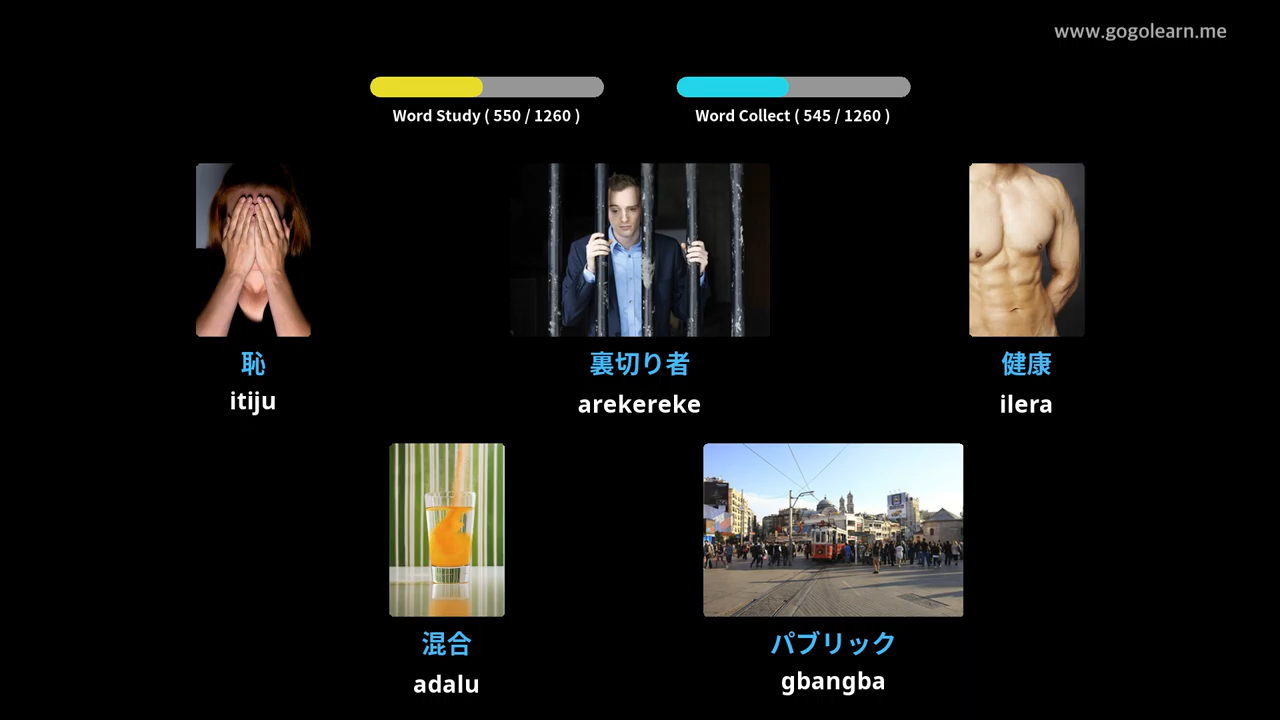 www.gogolearn.me
Word Study ( 550 / 1260 )
Word Collect ( 545 / 1260 )
恥
itiju
裏切り者
arekereke
健康
ilera
混合
adalu
パブリック
gbangba